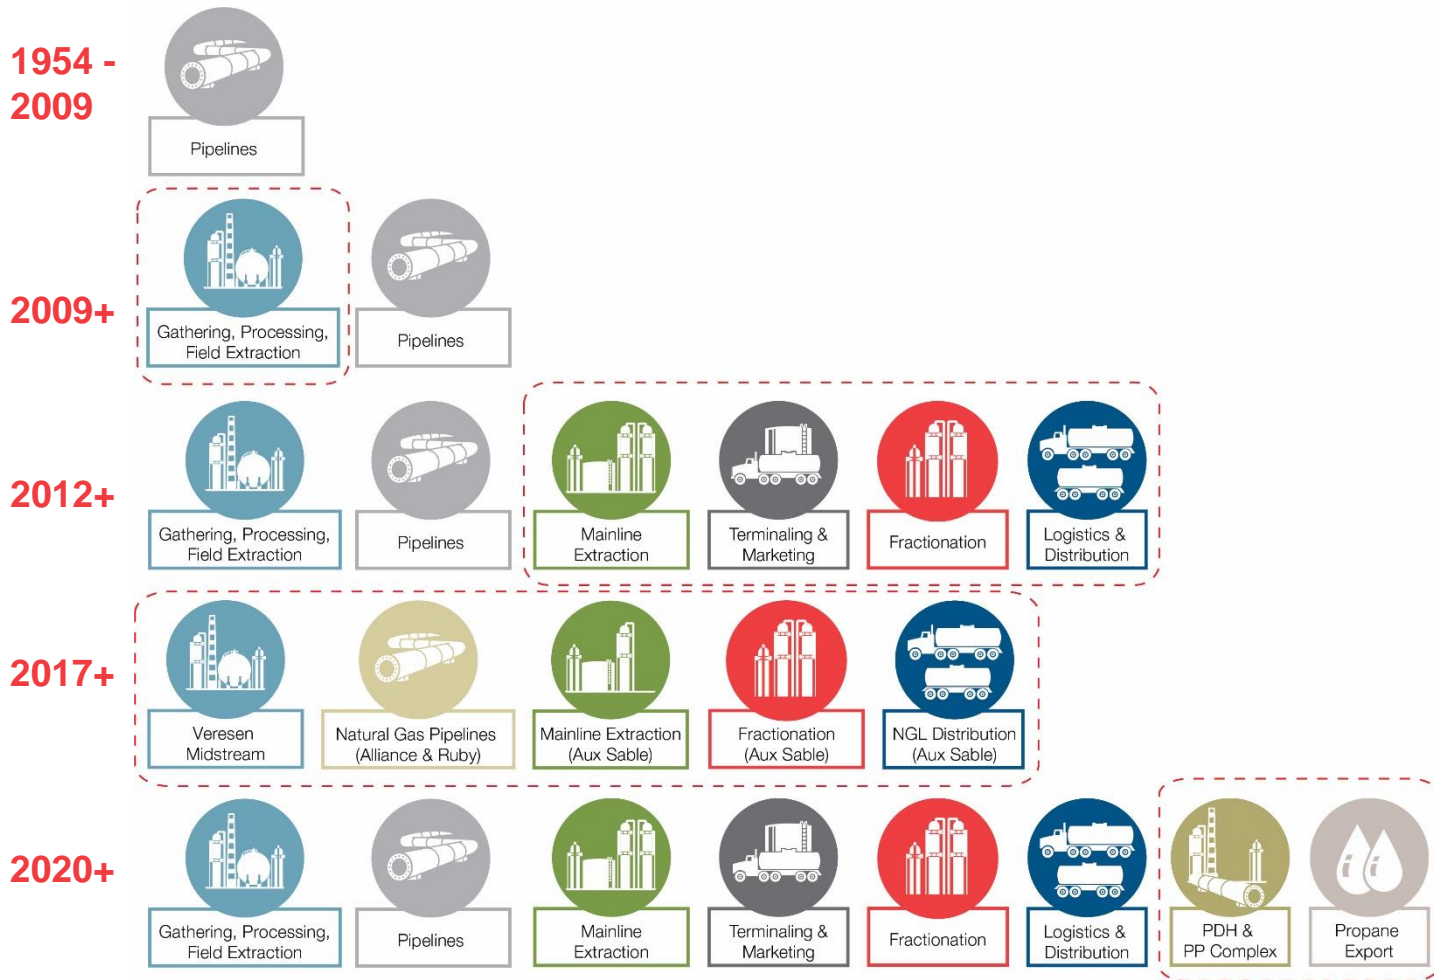 1954 -
2009
Pipelines
2009+
Gathering, Processing,
Field Extraction
Pipelines
2012+
Gathering, Processing,
Field Extraction
Pipelines
Mainline
Extraction
Terminaling &
Marketing
Fractionation
Logistics &
Distribution
2017+
Veresen
Midstream
Natural Gas Pipelines
(Alliance & Ruby)
Mainline Extraction
(Aux Sable)
Fractionation
(Aux Sable)
NGL Distribution
(Aux Sable)
2020+
Gathering, Processing,
Field Extraction
Pipelines
Mainline
Extraction
Terminaling &
Marketing
Fractionation
Logistics &
Distribution
PDH &
PP Complex
Propane
Export